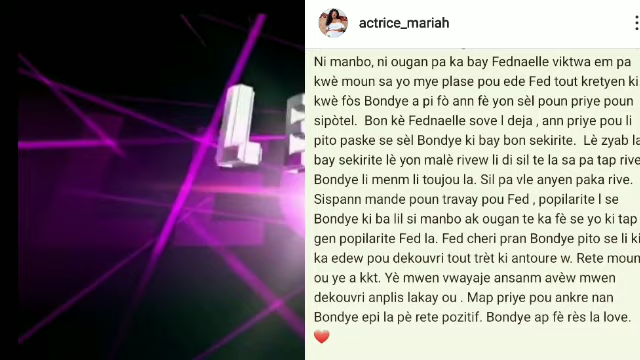 LE
actrice_mariah
Ni manbo, ni ougan pa ka bay Fednaelle viktwa em pa
kwè moun sa yo mye plase pou ede Fed tout kretyen ki
kwè fòs Bondye a pi fò ann fè yon sèl poun priye poun
sipòtel. Bon kè Fednaelle sove l deja , ann priye pou li
pito paske se sèl Bondye ki bay bon sekirite. Lè zyab la
bay sekirite lè yon malè rivew li di sil te la sa pa tap rive
Bondye li menm li toujou la. Sil pa vle anyen paka rive.
Sispann mande poun travay pou Fed , popilarite l se
Bondye ki ba lil si manbo ak ougan te ka fè se yo ki tap
gen popilarite Fed la. Fed cheri pran Bondye pito se li ki
ka edew pou dekouvri tout trèt ki antoure w. Rete moun
ou ye a kkt. Yè mwen vwayaje ansanm avèw mwen
dekouvri anplis lakay ou . Map priye pou ankre nan
Bondye epi la pè rete pozitif. Bondye ap fè rès la love.